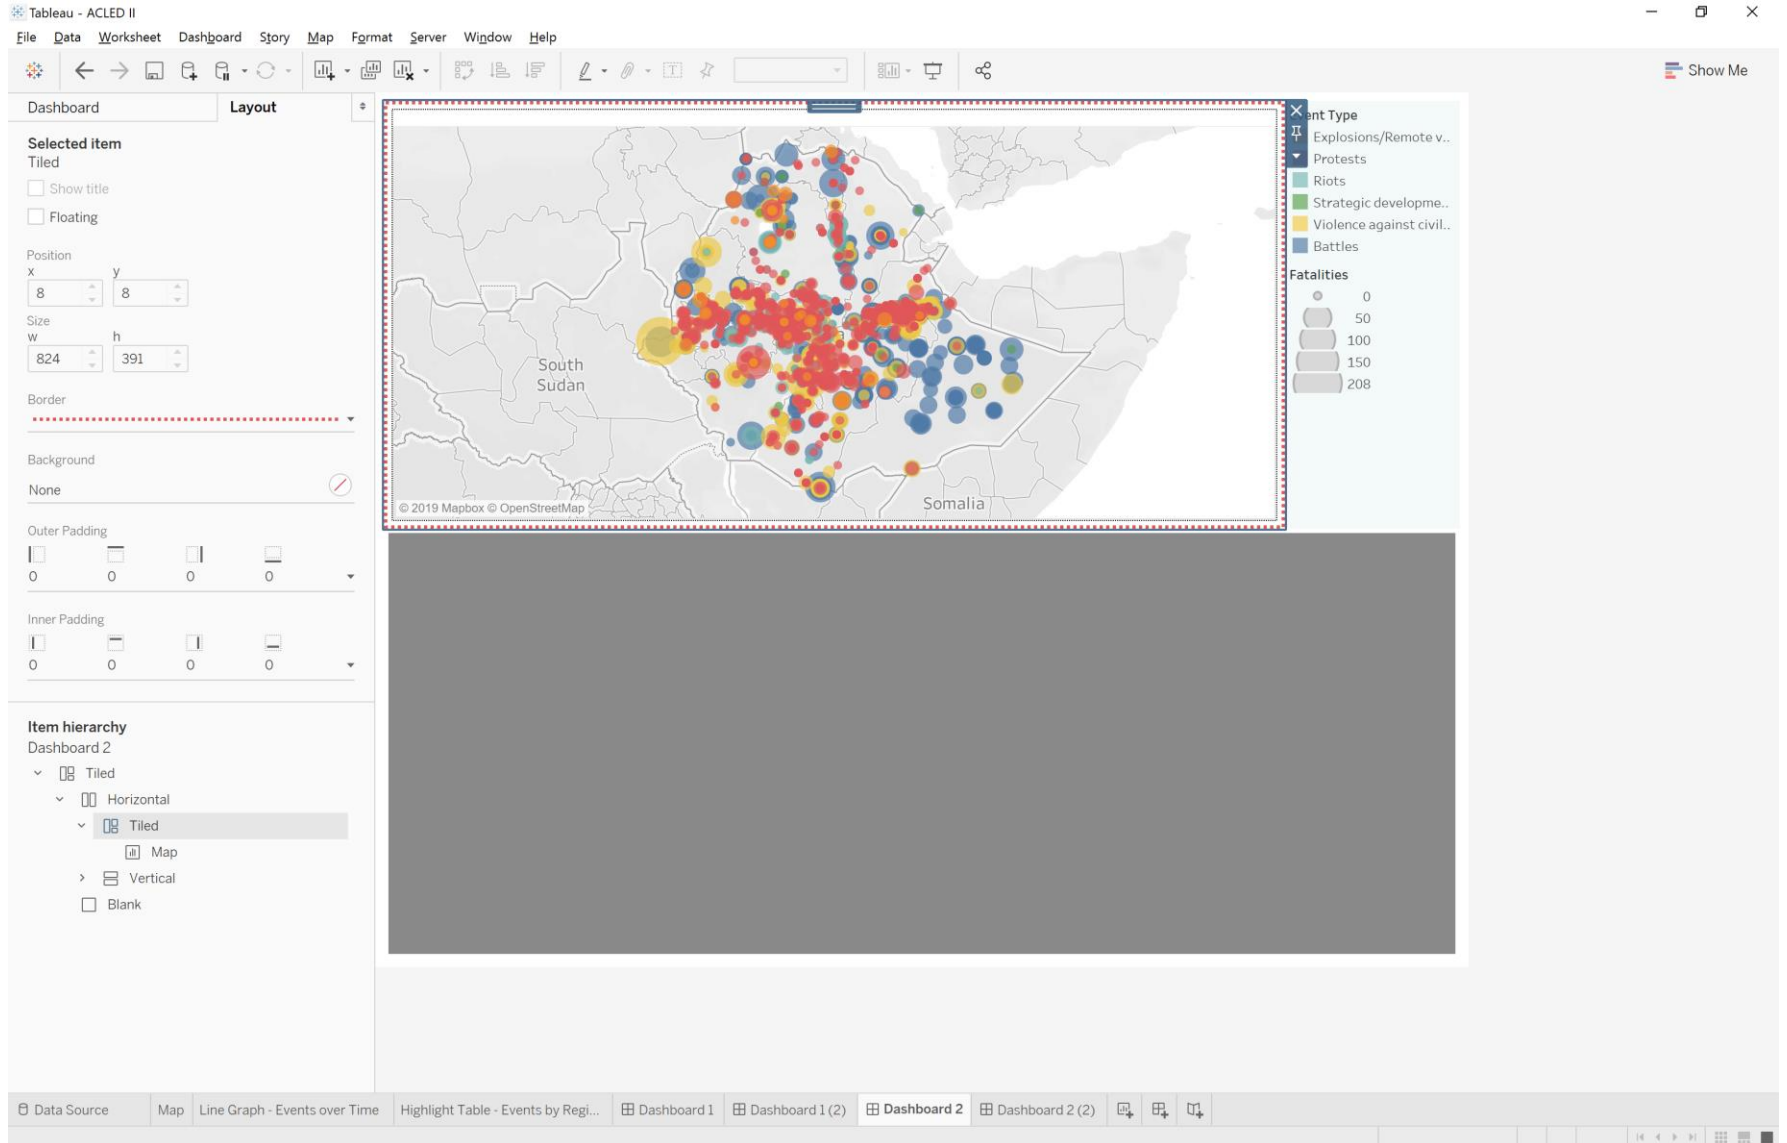 Tableau - ACLED II
File Data Worksheet Dashboard Story Map Format Server Window Help
Show Me
Dashboard Layout
Selected item
Tiled
Show title
Floating
Position
x y
8 8
Size
w h
824 391
Border
Background
None
Outer Padding
0 0 0 0
Inner Padding
0 0 0 0
Item hierarchy
Dashboard 2
Tiled
Horizontal
Tiled
Map
Vertical
Blank
South
Sudan
Somalia
© 2019 Mapbox © OpenStreetMap
ent Type
Explosions/Remote v..
Protests
Riots
Strategic developme..
Violence against civil..
Battles
Fatalities
0
50
100
150
208
Data Source Map Line Graph - Events over Time Highlight Table - Events by Regi... Dashboard 1 Dashboard 1 (2) Dashboard 2 Dashboard 2 (2)